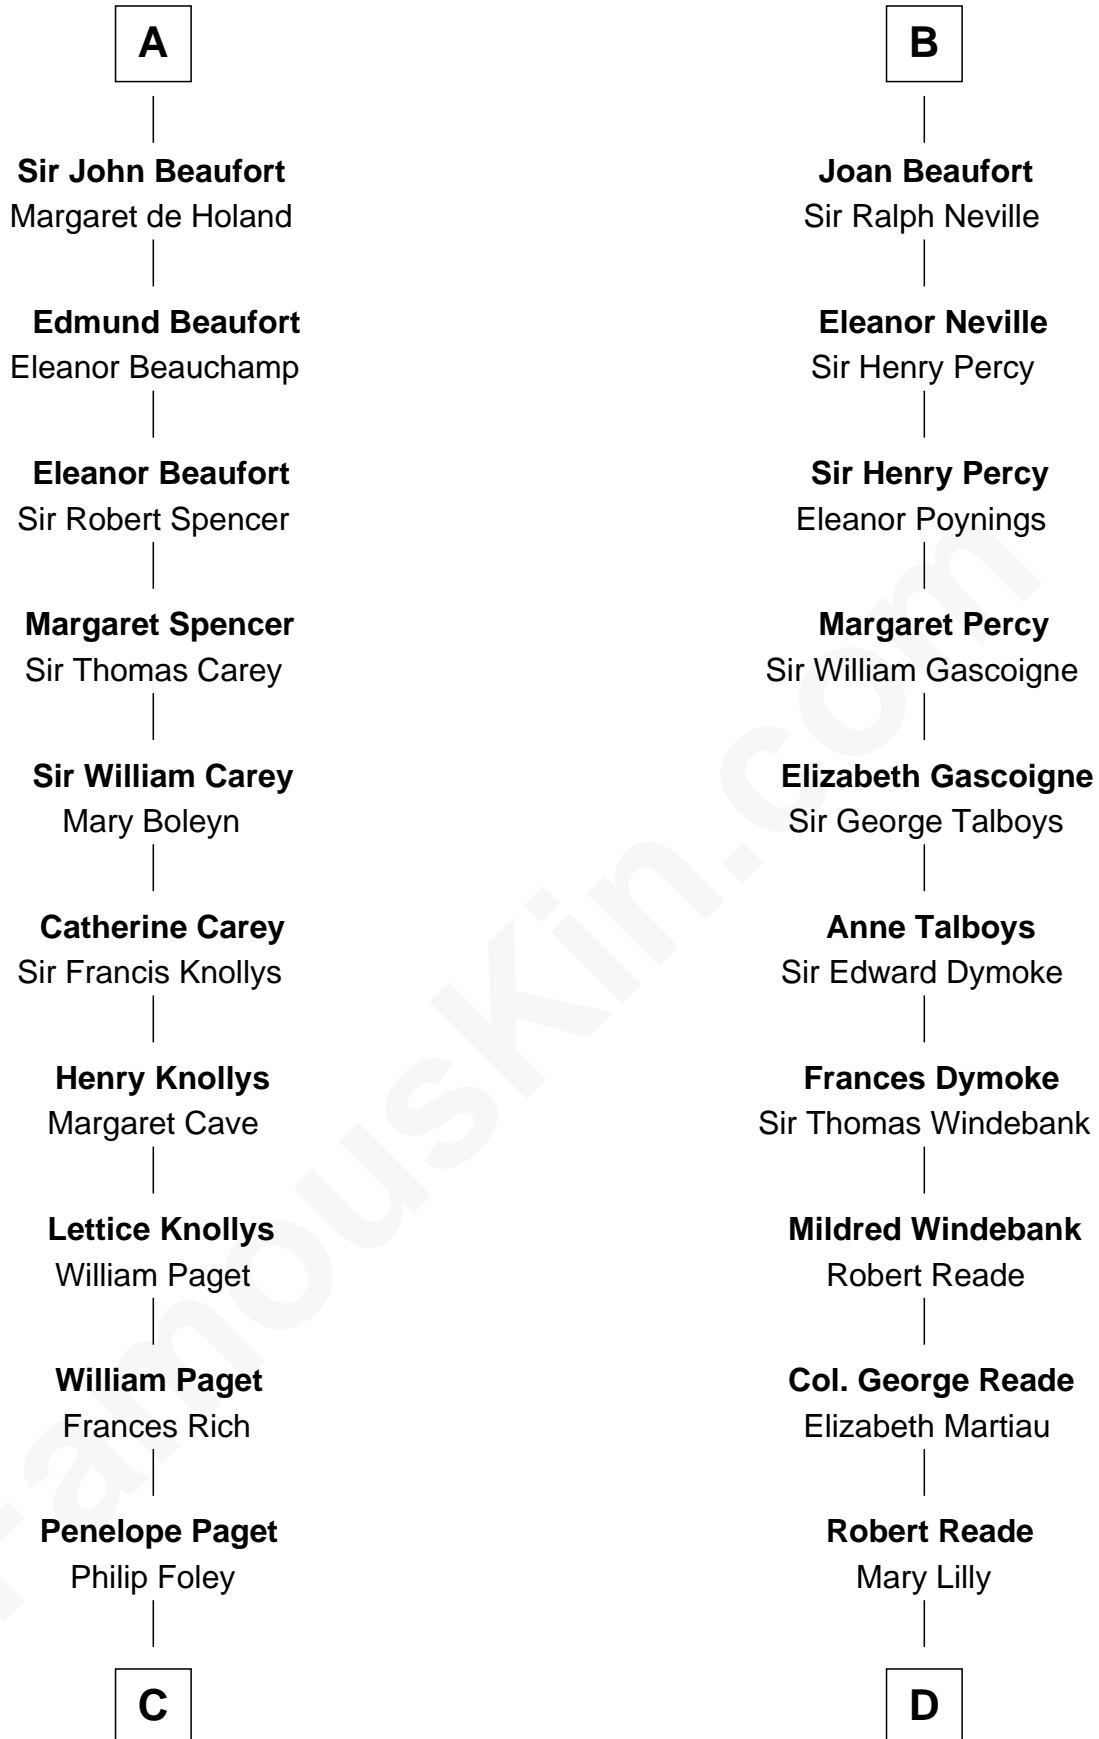 A
Sir John Beaufort
Margaret de Holand
Edmund Beaufort
Eleanor Beauchamp
Eleanor Beaufort
Sir Robert Spencer
Margaret Spencer
Sir Thomas Carey
Sir William Carey
Mary Boleyn
Catherine Carey
Sir Francis Knollys
Henry Knollys
Margaret Cave
Lettice Knollys
William Paget
William Paget
Frances Rich
Penelope Paget
Philip Foley
C
B
Joan Beaufort
Sir Ralph Neville
Eleanor Neville
Sir Henry Percy
Sir Henry Percy
Eleanor Poynings
Margaret Percy
Sir William Gascoigne
Elizabeth Gascoigne
Sir George Talboys
Anne Talboys
Sir Edward Dymoke
Frances Dymoke
Sir Thomas Windebank
Mildred Windebank
Robert Reade
Col. George Reade
Elizabeth Martiau
Robert Reade
Mary Lilly
D
FamousKin.com